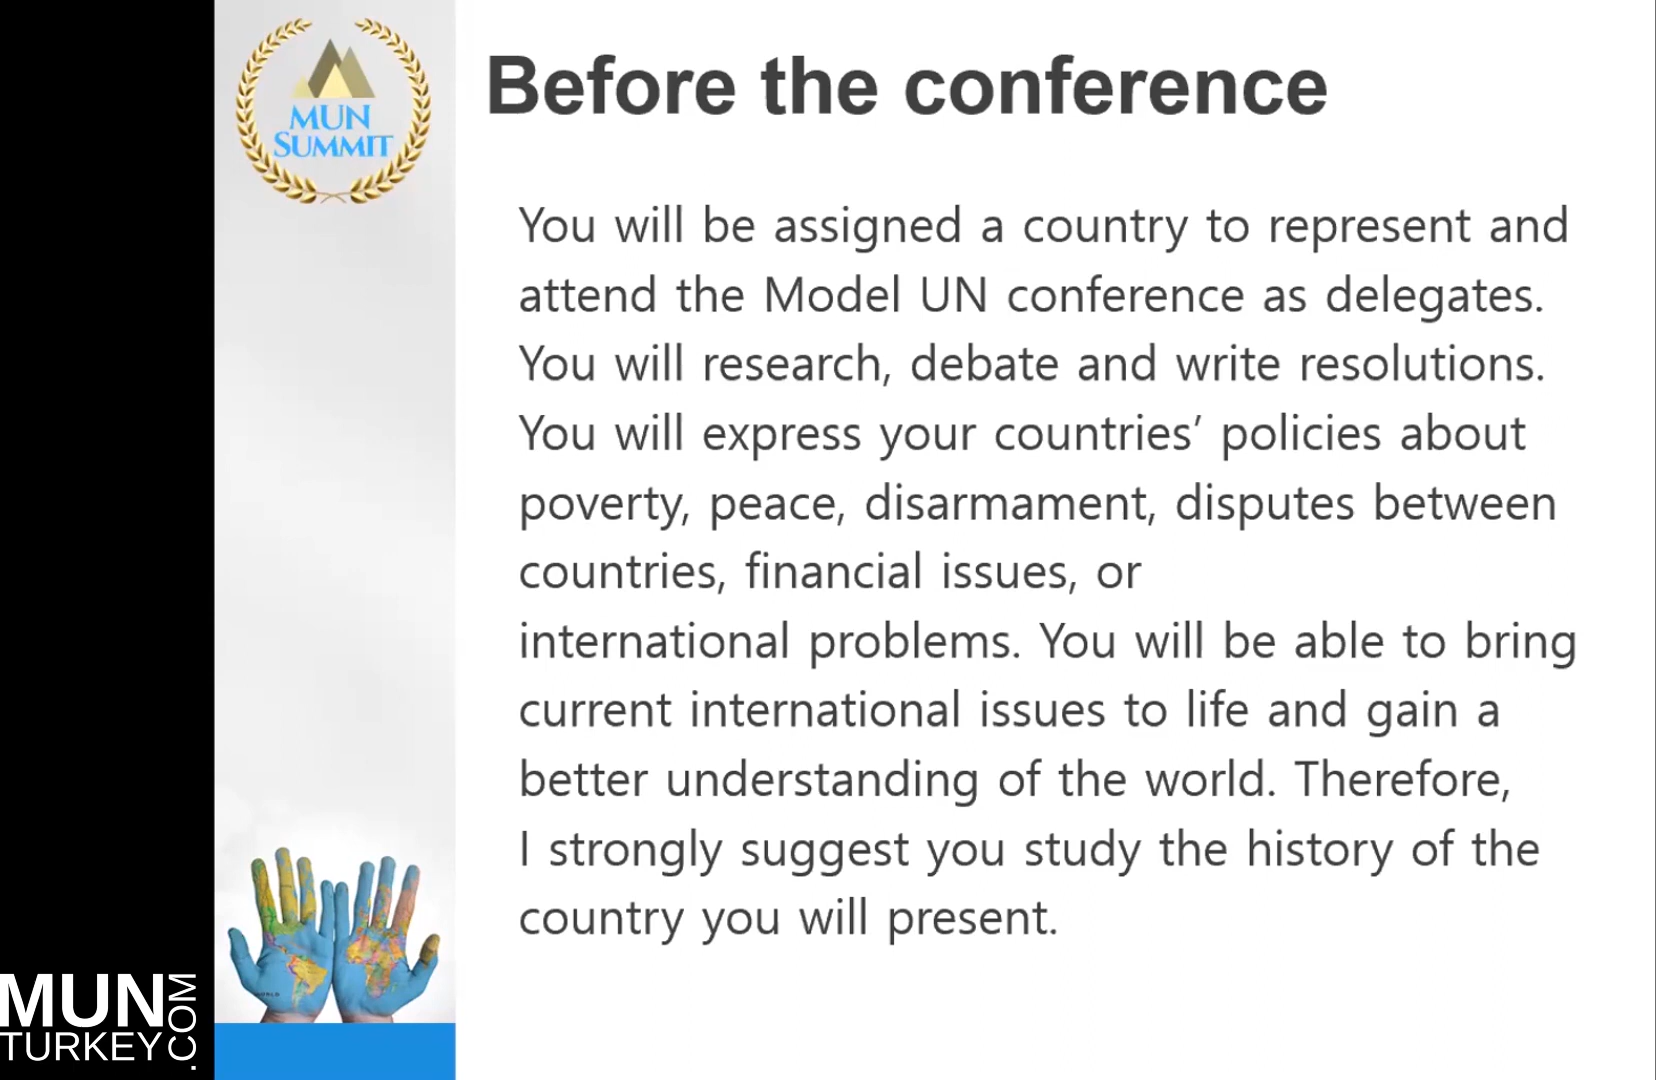 MUN
SUMMIT
Before the conference
You will be assigned a country to represent and
attend the Model UN conference as delegates.
You will research, debate and write resolutions.
You will express your countries’ policies about
poverty, peace, disarmament, disputes between
countries, financial issues, or
international problems. You will be able to bring
current international issues to life and gain a
better understanding of the world. Therefore,
I strongly suggest you study the history of the
country you will present.
WORLD
MUN
TURKEY
.COM